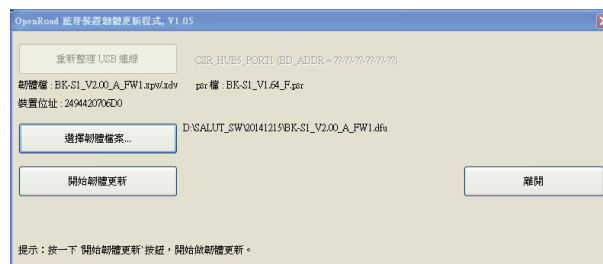 OpenRoad 藍芽裝置韌體更新程式, V1.05
重新整理 USB 連線
CSR_HUB5_PORT1 (BD_ADDR = ??-??-??-??-??-??)
韌體檔 : BK-S1_V2.00_A_FW1.xpv/xdv
psr 檔 : BK-S1_V1.64_F.psr
裝置位址 : 2494420706D0
選擇韌體檔案...
D:\SALUT_SW\20141215\BK-S1_V2.00_A_FW1.dfu
開始韌體更新
離開
提示：按一下 '開始韌體更新' 按鈕，開始做韌體更新。